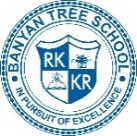 BANYAN TREE SCHOOL
RK
KR
IN PURSUIT OF EXCELLENCE